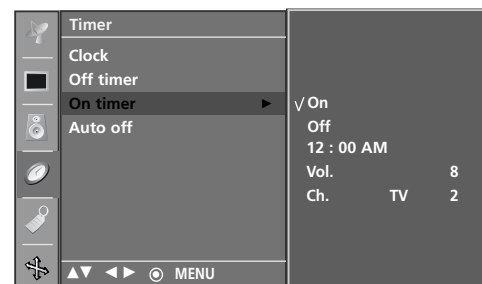 Timer
Clock
Off timer
On timer ►
Auto off
▲▼ ◄► ⊙ MENU
√ On
Off
12 : 00 AM
Vol. 8
Ch. TV 2